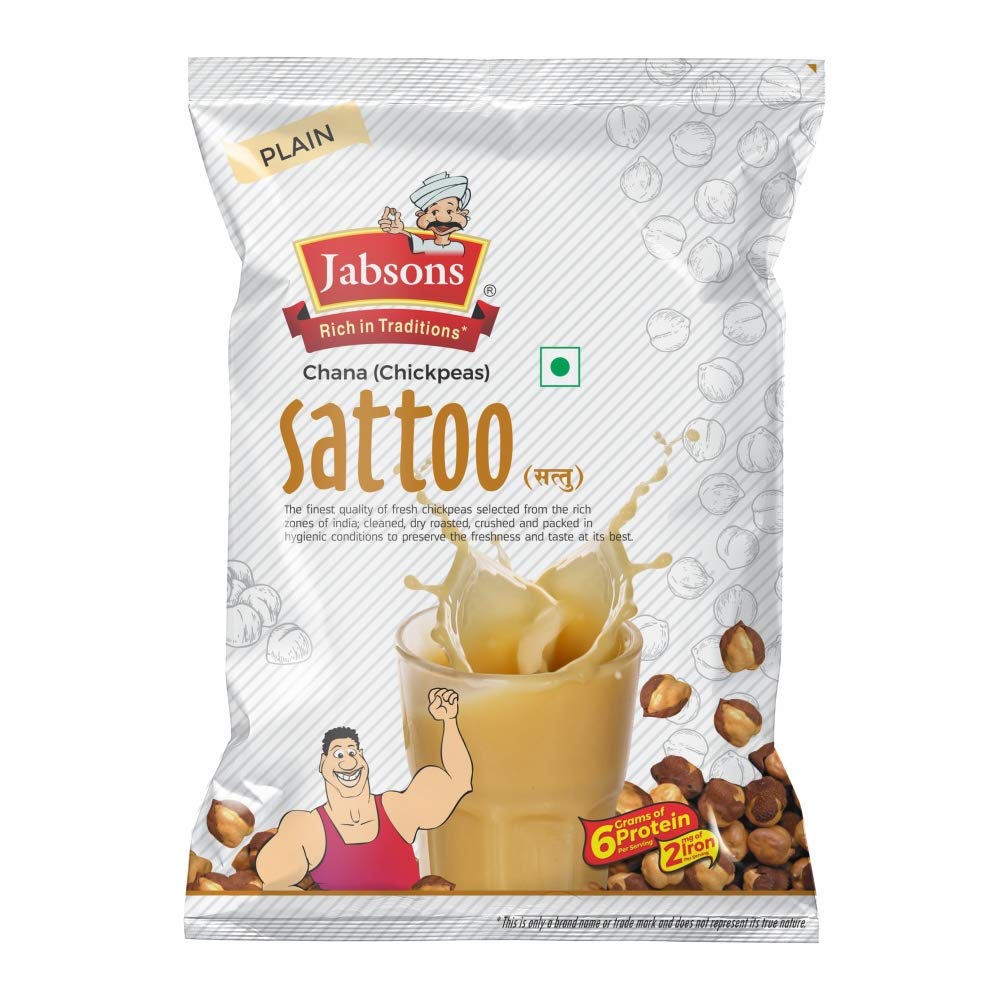 PLAIN
Jabsons
®
Rich in Traditions*
Chana (Chickpeas)
Sattoo
(सत्तु)
The finest quality of fresh chickpeas selected from the rich
zones of india; cleaned, dry roasted, crushed and packed in
hygienic conditions to preserve the freshness and taste at its best.
6 Grams of
Protein
Per Serving
2 mg of
Iron
Per Serving
*This is only a brand name or trade mark and does not represent its true nature.